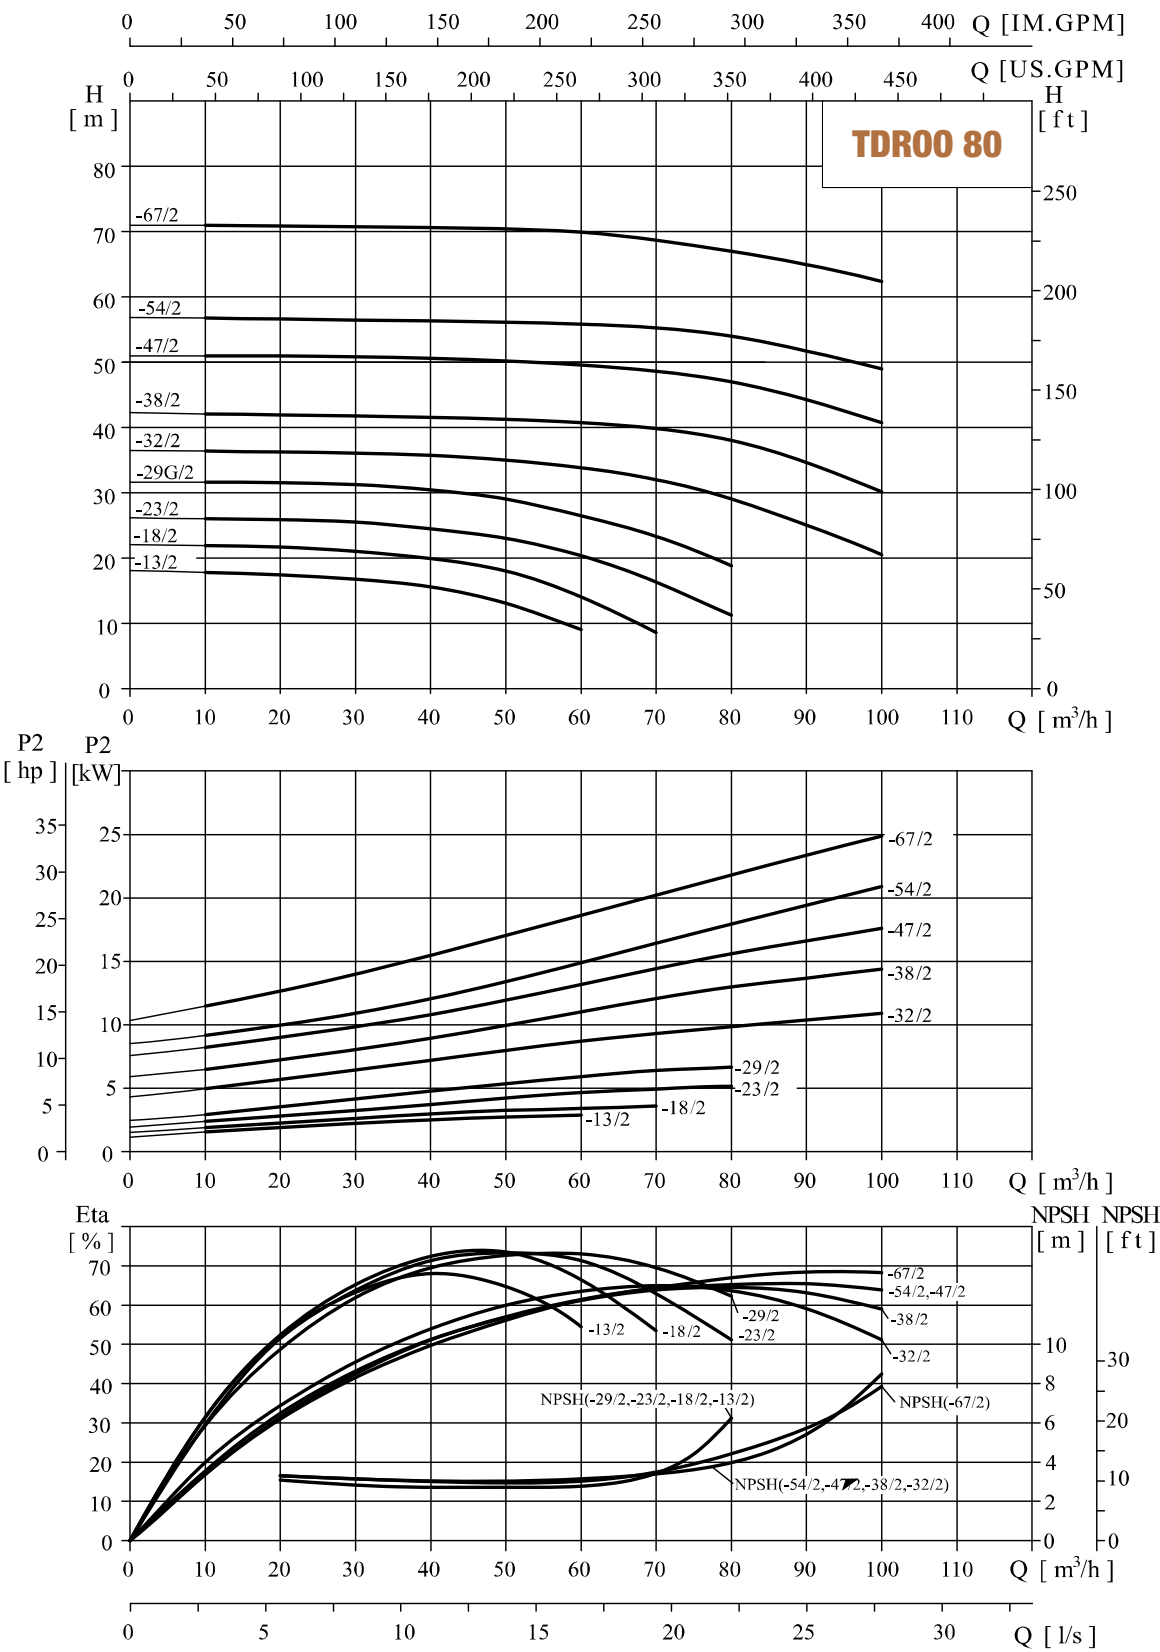 0 50 100 150 200 250 300 350 400 Q [IM.GPM]
0 50 100 150 200 250 300 350 400 450 Q [US.GPM]
H
[ m ]
H
[ f t ]
TDROO 80
80
70
60
50
40
30
20
10
0
250
200
150
100
50
0
-67/2
-54/2
-47/2
-38/2
-32/2
-29G/2
-23/2
-18/2
-13/2
0 10 20 30 40 50 60 70 80 90 100 110 Q [ m³/h ]
P2
[ hp ]
P2
[kW]
35
30
25
20
15
10
5
0
25
20
15
10
5
0
-67/2
-54/2
-47/2
-38/2
-32/2
-29/2
-23/2
-18/2
-13/2
0 10 20 30 40 50 60 70 80 90 100 110 Q [ m³/h ]
Eta
[ % ]
NPSH
[ m ]
NPSH
[ f t ]
70
60
50
40
30
20
10
0
10
8
6
4
2
0
30
20
10
0
-67/2
-54/2,-47/2
-38/2
-32/2
-29/2
-23/2
-18/2
-13/2
NPSH(-29/2,-23/2,-18/2,-13/2)
NPSH(-67/2)
NPSH(-54/2,-47/2,-38/2,-32/2)
0 10 20 30 40 50 60 70 80 90 100 110 Q [ m³/h ]
0 5 10 15 20 25 30 Q [ l/s ]